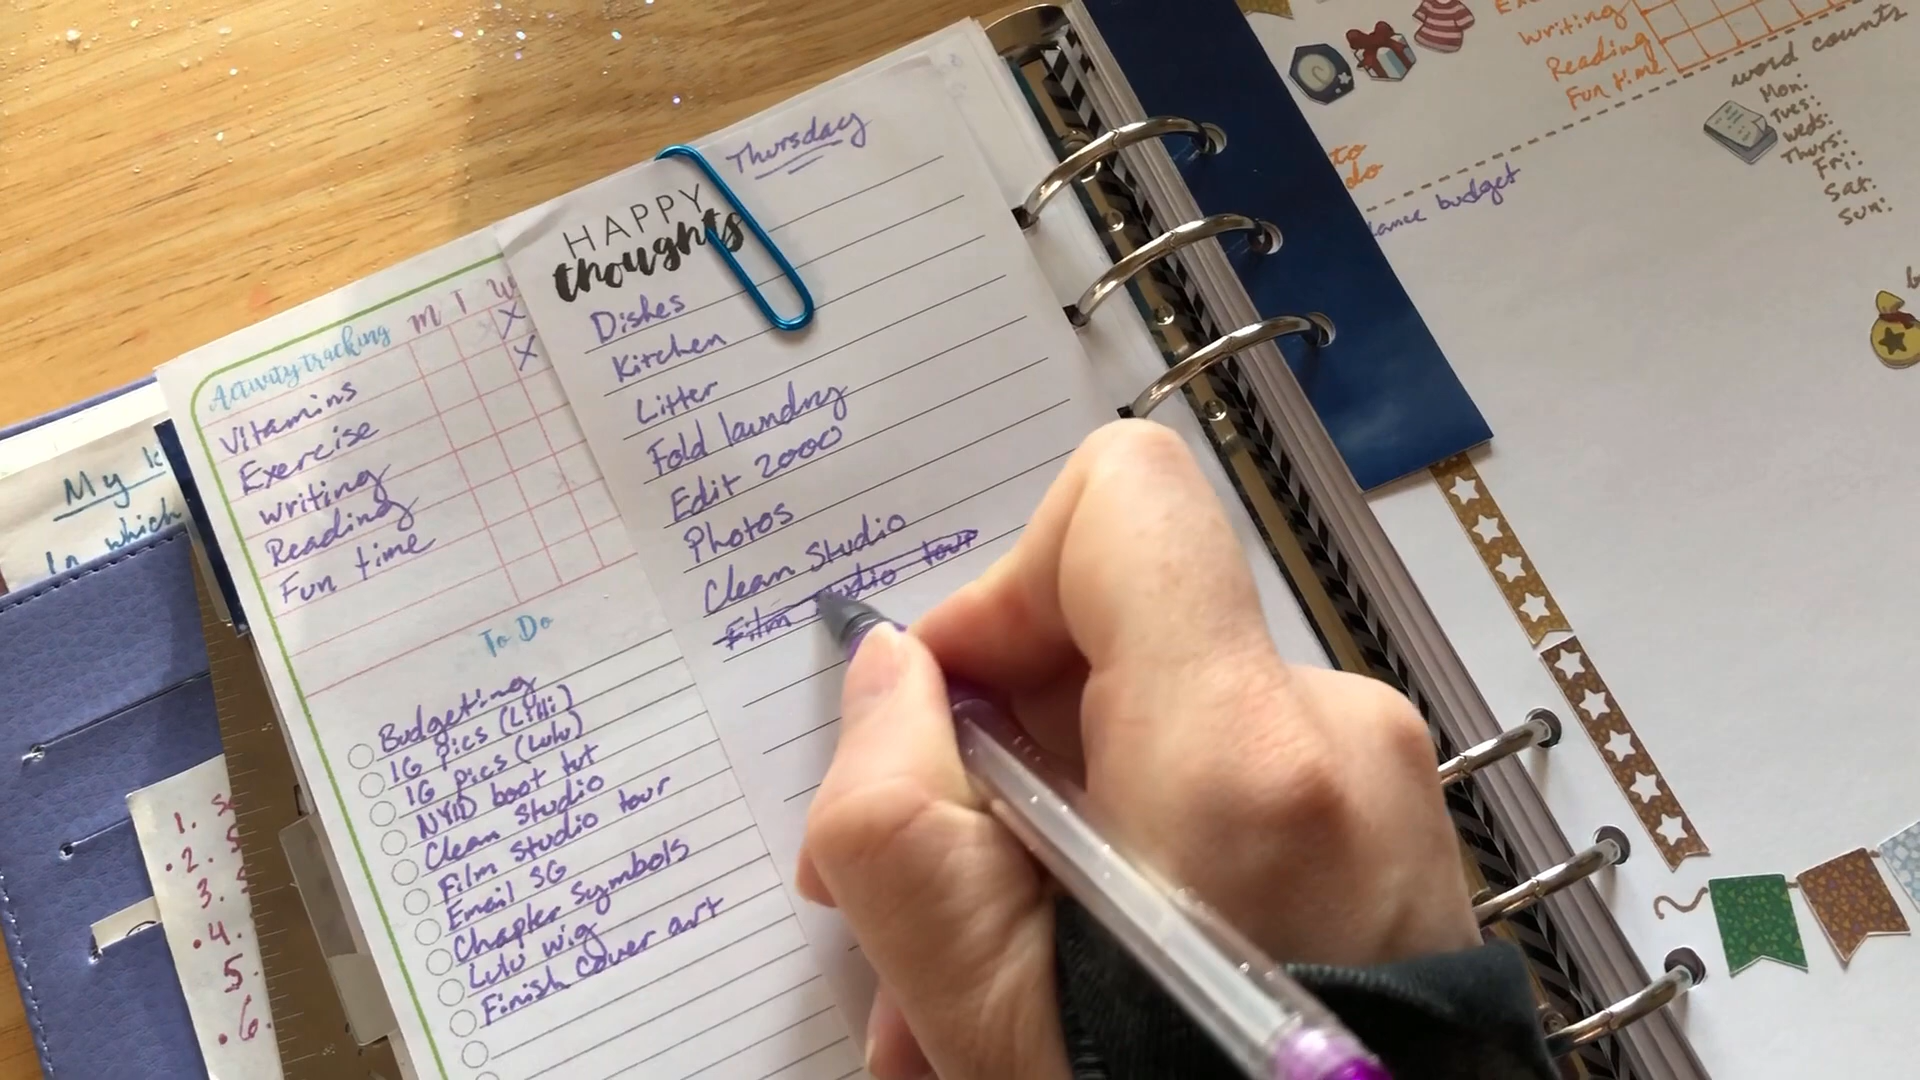 My
In which
1.
2.
3.
4.
5.
6.
Activity tracking M T W
Vitamins
Exercise
Writing
Reading
Fun time
To Do
Budgeting
IG pics (Lilli)
IG pics (Lulu)
NYID boot tut
Clean studio
Film studio tour
Email SG
Chapter Symbols
Lulu wig
Finish cover art
Thursday
HAPPY
thoughts
Dishes
Kitchen
Litter
Fold laundry
Edit 2000
Photos
Clean Studio
Film Studio tour
Writing
Reading
Fun time
to
do
budget
word counts
Mon:
Tues:
Weds:
Thurs:
Fri:
Sat:
Sun: